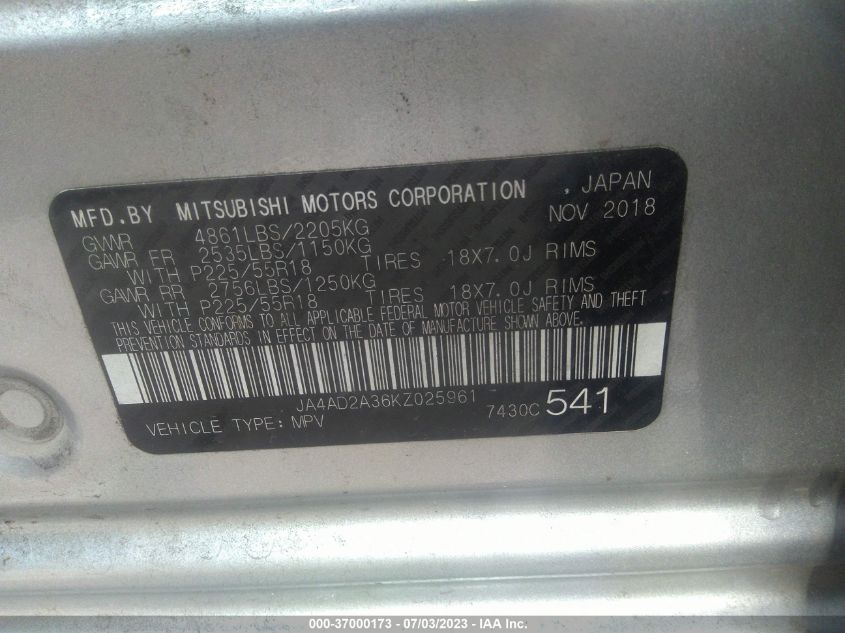 MFD.BY MITSUBISHI MOTORS CORPORATION , JAPAN
NOV 2018
GVWR 4861LBS/2205KG
GAWR FR 2535LBS/1150KG
WITH P225/55R18 TIRES 18X7.0J RIMS
GAWR RR 2756LBS/1250KG
WITH P225/55R18 TIRES 18X7.0J RIMS
THIS VEHICLE CONFORMS TO ALL APPLICABLE FEDERAL MOTOR VEHICLE SAFETY AND THEFT
PREVENTION STANDARDS IN EFFECT ON THE DATE OF MANUFACTURE SHOWN ABOVE.
JA4AD2A36KZ025961
VEHICLE TYPE: MPV 7430C 541
000-37000173 - 07/03/2023 - IAA Inc.